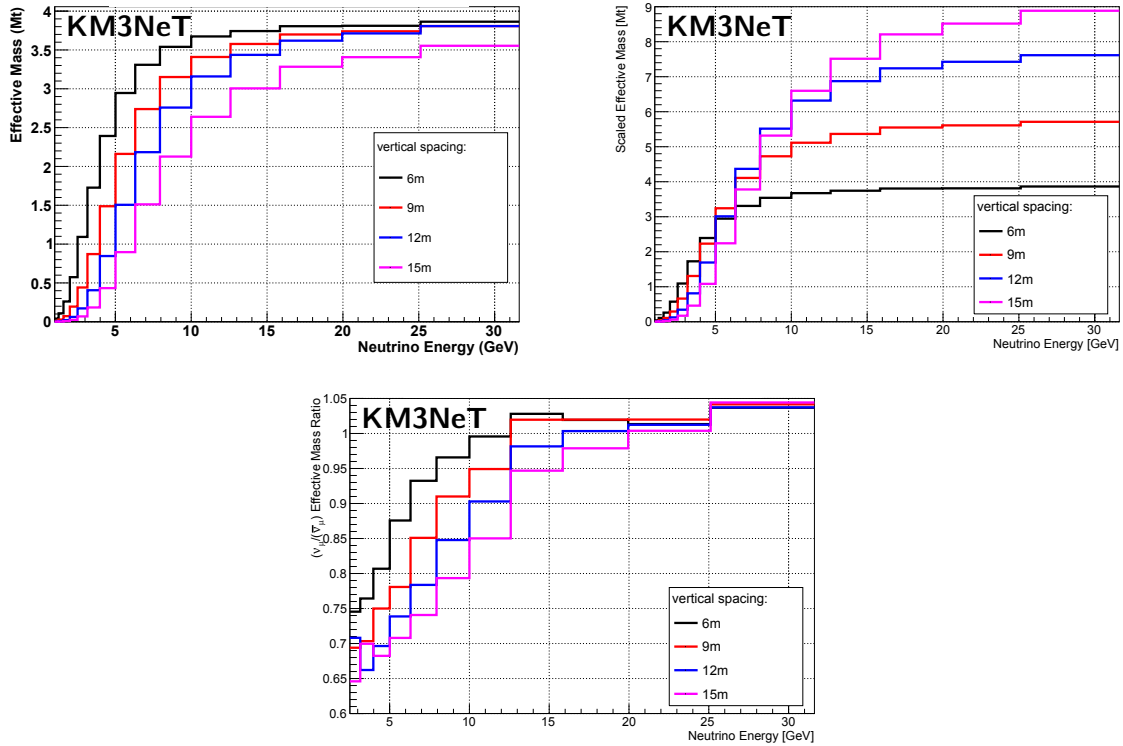 KM3NeT
Effective Mass (Mt)
4
3.5
3
2.5
2
1.5
1
0.5
0
5 10 15 20 25 30
Neutrino Energy (GeV)
vertical spacing:
6m
9m
12m
15m
KM3NeT
Scaled Effective Mass [Mt]
9
8
7
6
5
4
3
2
1
0
5 10 15 20 25 30
Neutrino Energy [GeV]
vertical spacing:
6m
9m
12m
15m
KM3NeT
(ν_μ/(ν̅_μ) Effective Mass Ratio
1.05
1
0.95
0.9
0.85
0.8
0.75
0.7
0.65
0.6
5 10 15 20 25 30
Neutrino Energy [GeV]
vertical spacing:
6m
9m
12m
15m